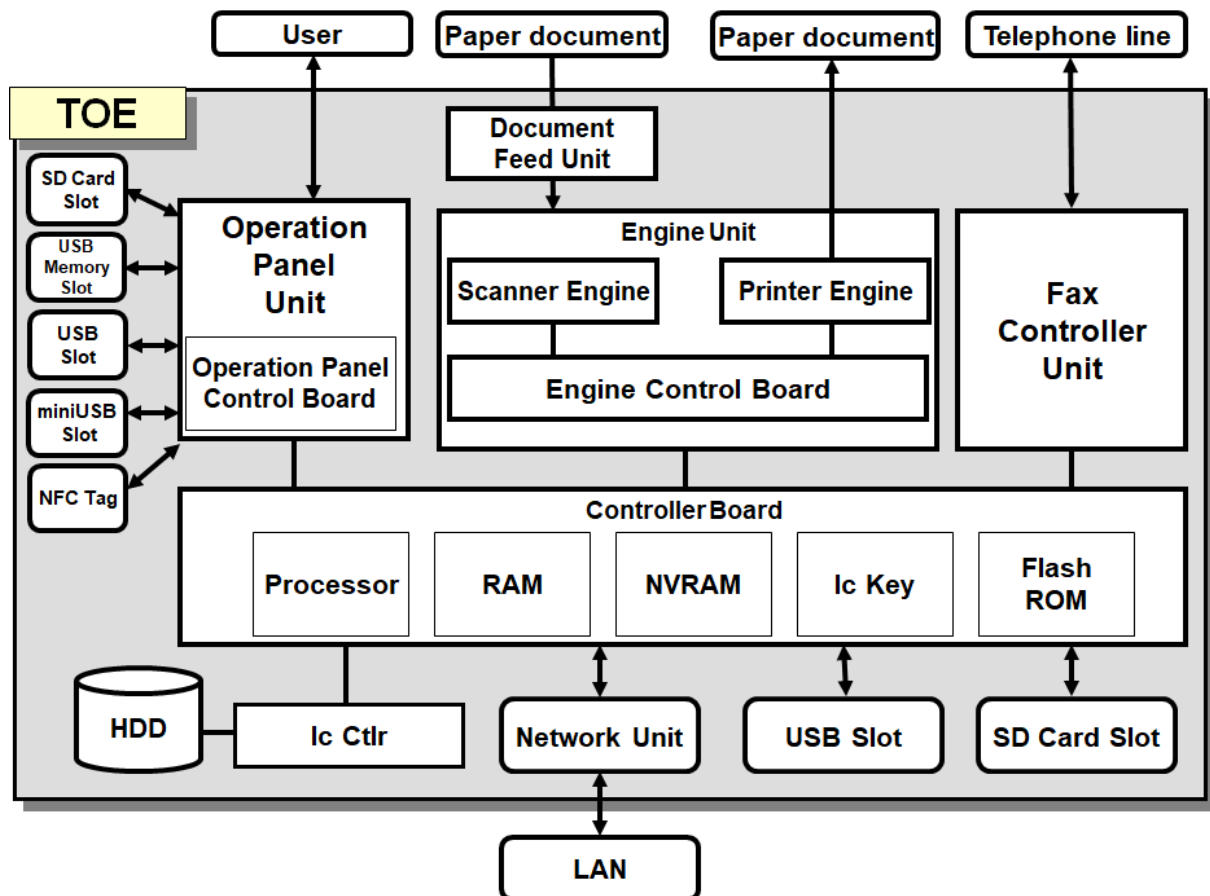 User
Paper document
Paper document
Telephone line
TOE
Document
Feed Unit
SD Card
Slot
USB
Memory
Slot
USB
Slot
miniUSB
Slot
NFC Tag
Operation
Panel
Unit
Operation Panel
Control Board
Engine Unit
Scanner Engine
Printer Engine
Engine Control Board
Fax
Controller
Unit
Controller Board
Processor
RAM
NVRAM
Ic Key
Flash
ROM
HDD
Ic Ctlr
Network Unit
USB Slot
SD Card Slot
LAN